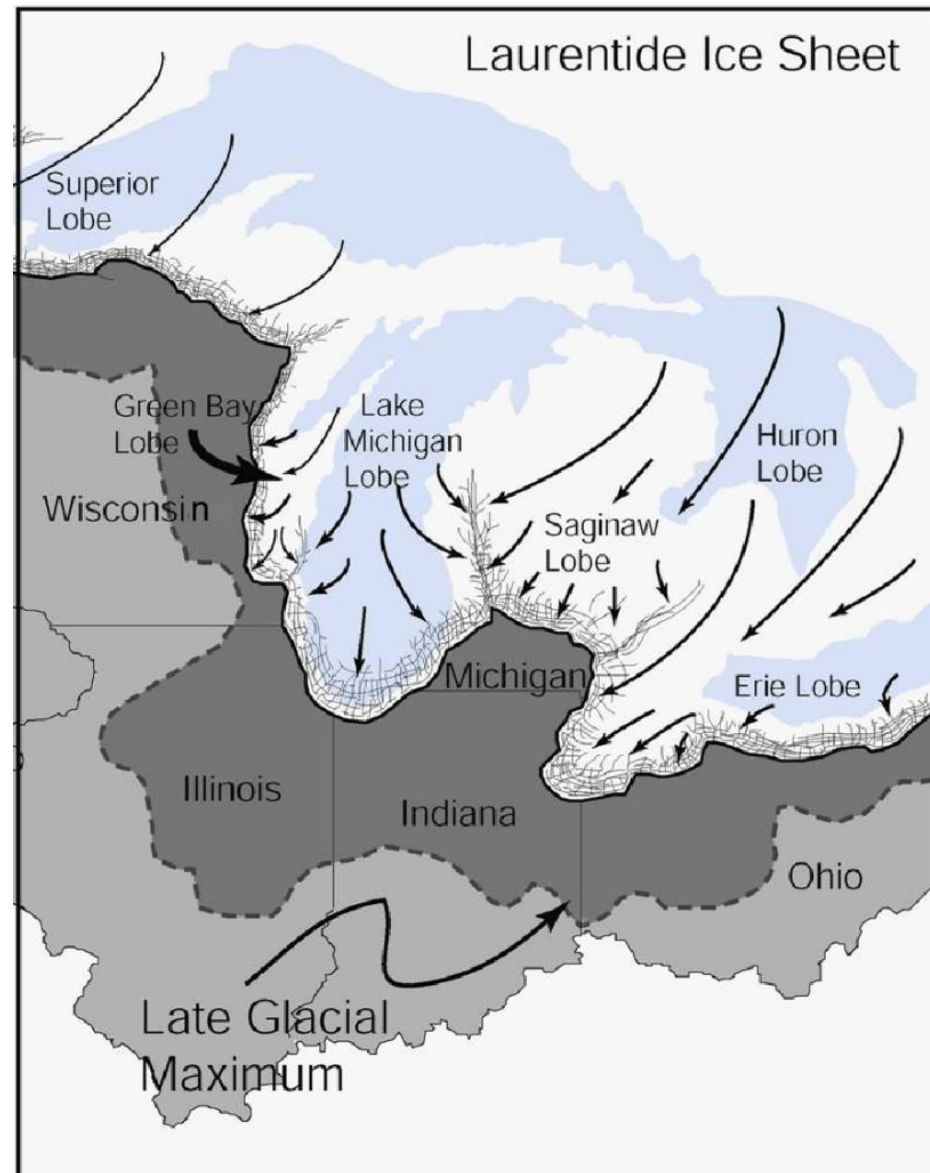 Laurentide Ice Sheet
Superior
Lobe
Green Bay
Lobe
Lake
Michigan
Lobe
Huron
Lobe
Wisconsin
Saginaw
Lobe
Michigan
Erie Lobe
Illinois
Indiana
Ohio
Late Glacial
Maximum